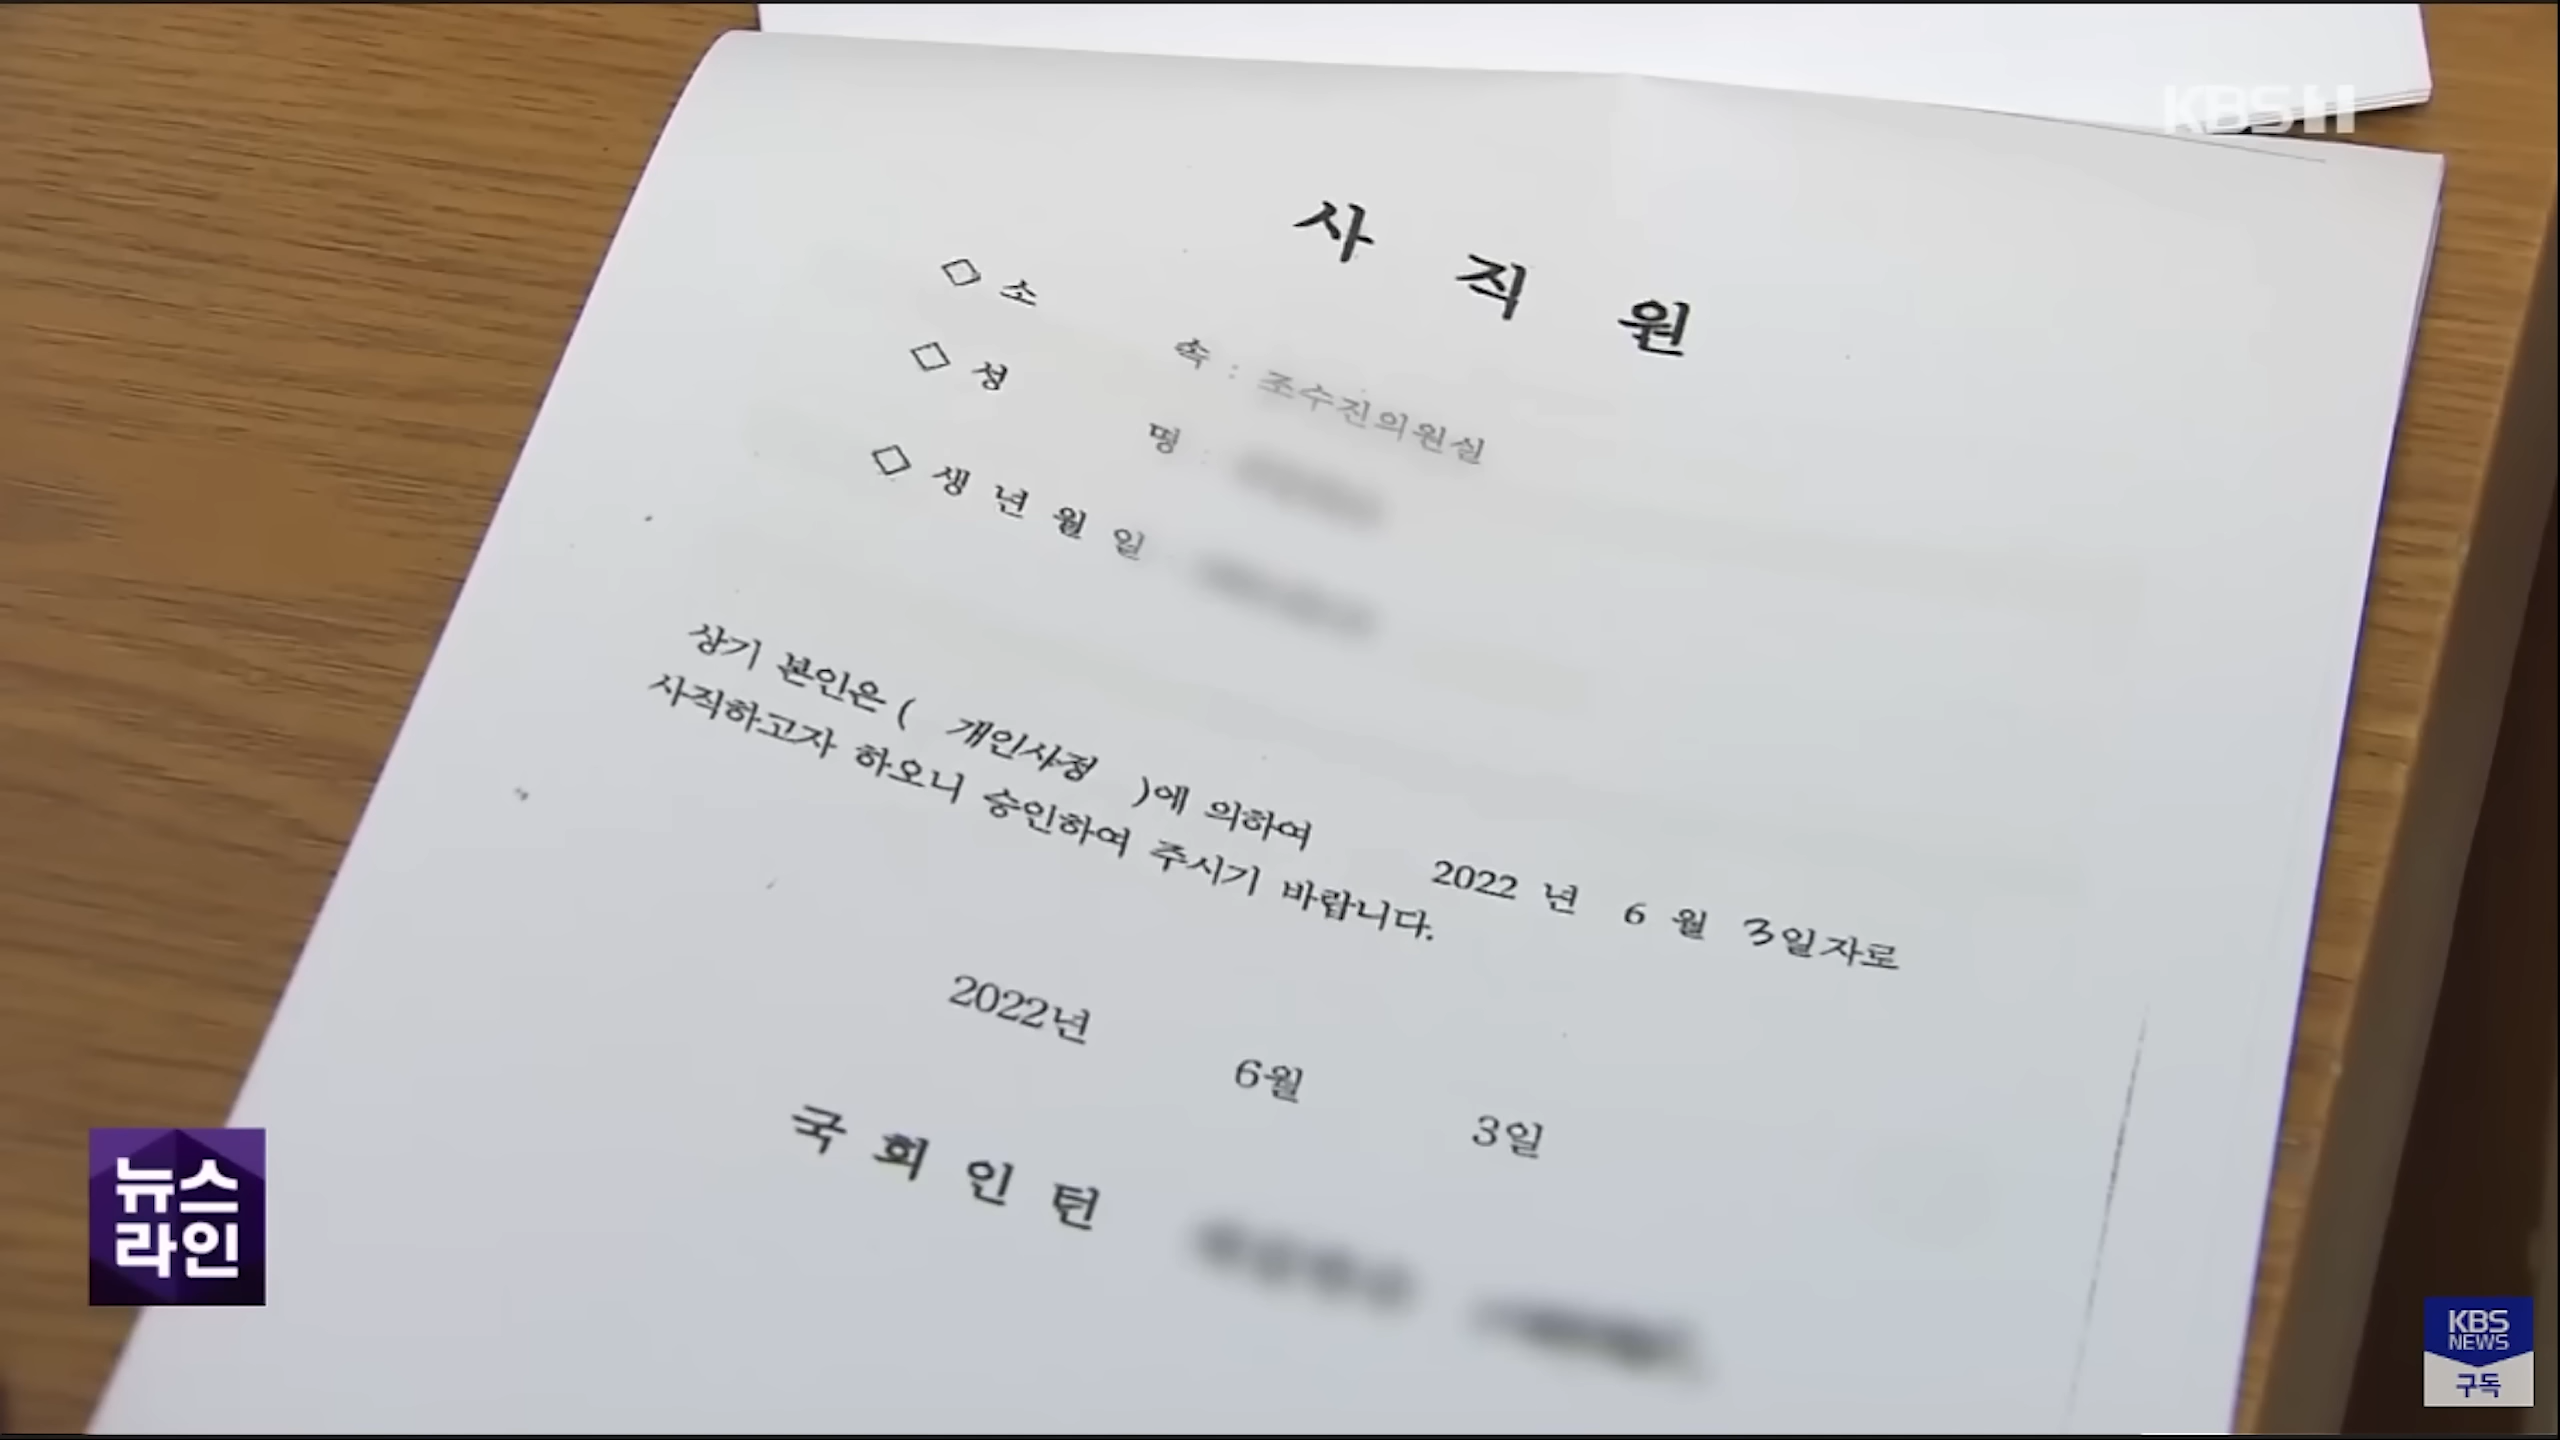 KBS 1
사 직 원
◇ 소 속 : 조수진의원실
◇ 성 명 :
◇ 생 년 월 일
상기 본인은 ( 개인사정 )에 의하여 2022 년 6 월 3일자로
사직하고자 하오니 승인하여 주시기 바랍니다.
2022년 6월 3일
국 회 인 턴
뉴스
라인
KBS
NEWS
구독